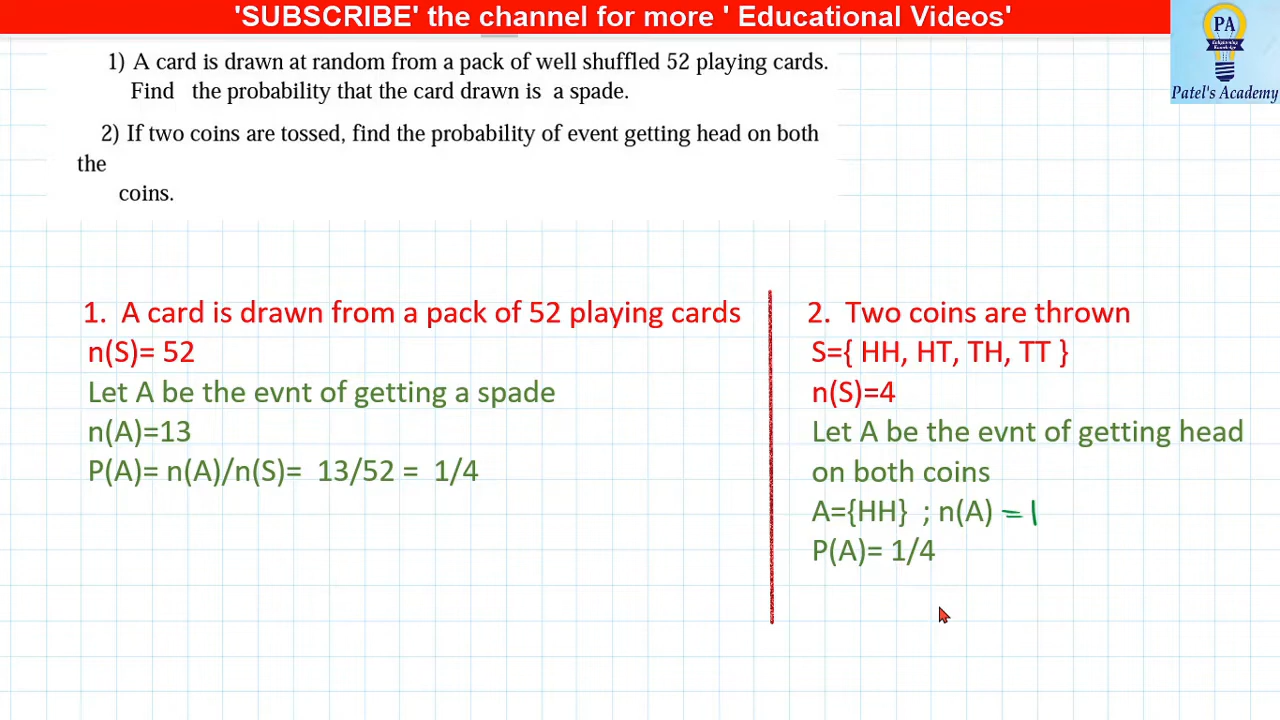 'SUBSCRIBE' the channel for more ' Educational Videos'
PA
Patel's Academy
1) A card is drawn at random from a pack of well shuffled 52 playing cards.
Find the probability that the card drawn is a spade.
2) If two coins are tossed, find the probability of event getting head on both
the
coins.
1. A card is drawn from a pack of 52 playing cards
n(S)= 52
Let A be the evnt of getting a spade
n(A)=13
P(A)= n(A)/n(S)= 13/52 = 1/4
2. Two coins are thrown
S={ HH, HT, TH, TT }
n(S)=4
Let A be the evnt of getting head
on both coins
A={HH} ; n(A) = 1
P(A)= 1/4